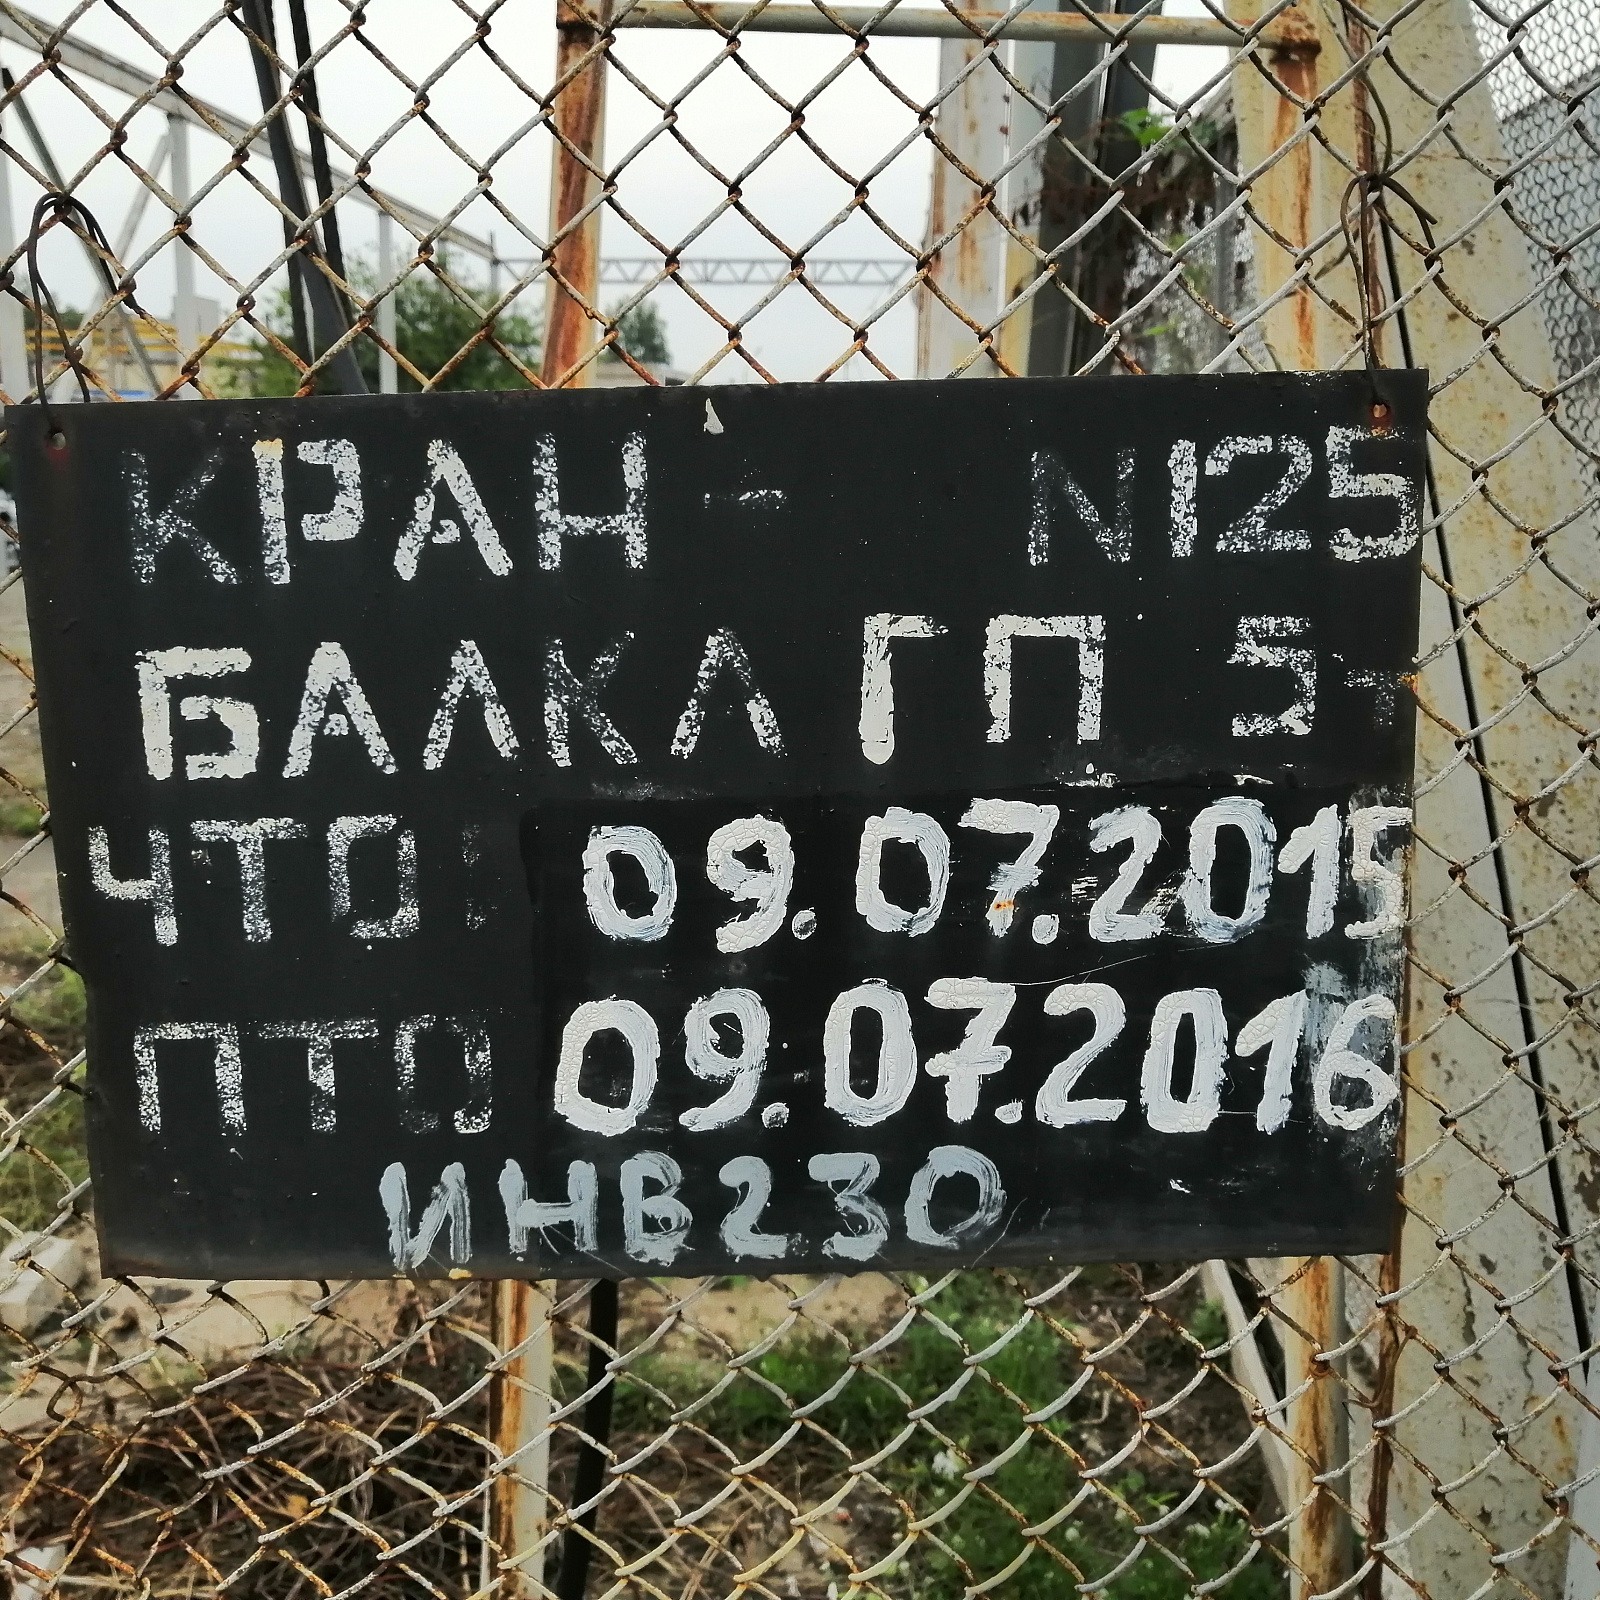 КРАН- N125
БАЛКА ГП 5т
ЧТО 09.07.2015
ПТО 09.07.2016
ИНВ230